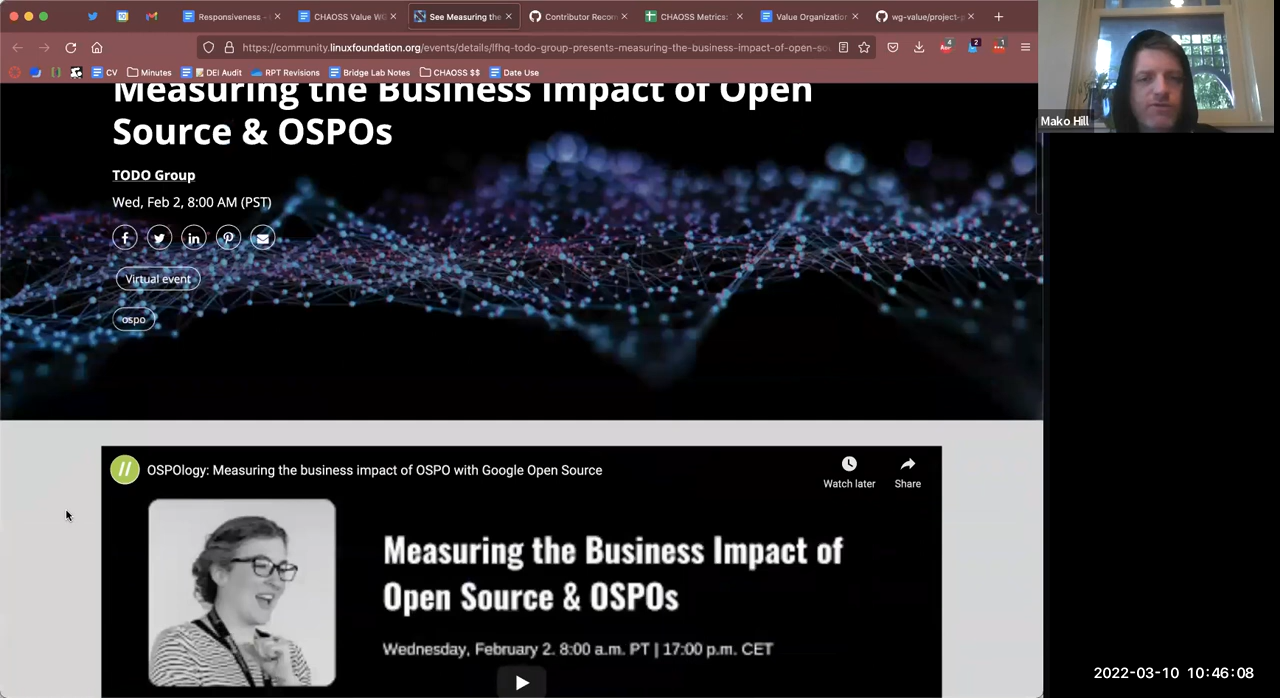 Responsiveness -
CHAOSS Value WG
See Measuring the
Contributor Recon
CHAOSS Metrics:
Value Organization
wg-value/project-p
https://community.linuxfoundation.org/events/details/lfhq-todo-group-presents-measuring-the-business-impact-of-open-so
4
2
CV
Minutes
DEI Audit
RPT Revisions
Bridge Lab Notes
CHAOSS $$
Date Use
Measuring the Business Impact of Open
Source & OSPOs
TODO Group
Wed, Feb 2, 8:00 AM (PST)
Virtual event
ospo
OSPOlogy: Measuring the business impact of OSPO with Google Open Source
Watch later
Share
Measuring the Business Impact of
Open Source & OSPOs
Wednesday, February 2. 8:00 a.m. PT | 17:00 p.m. CET
Mako Hill
2022-03-10 10:46:08